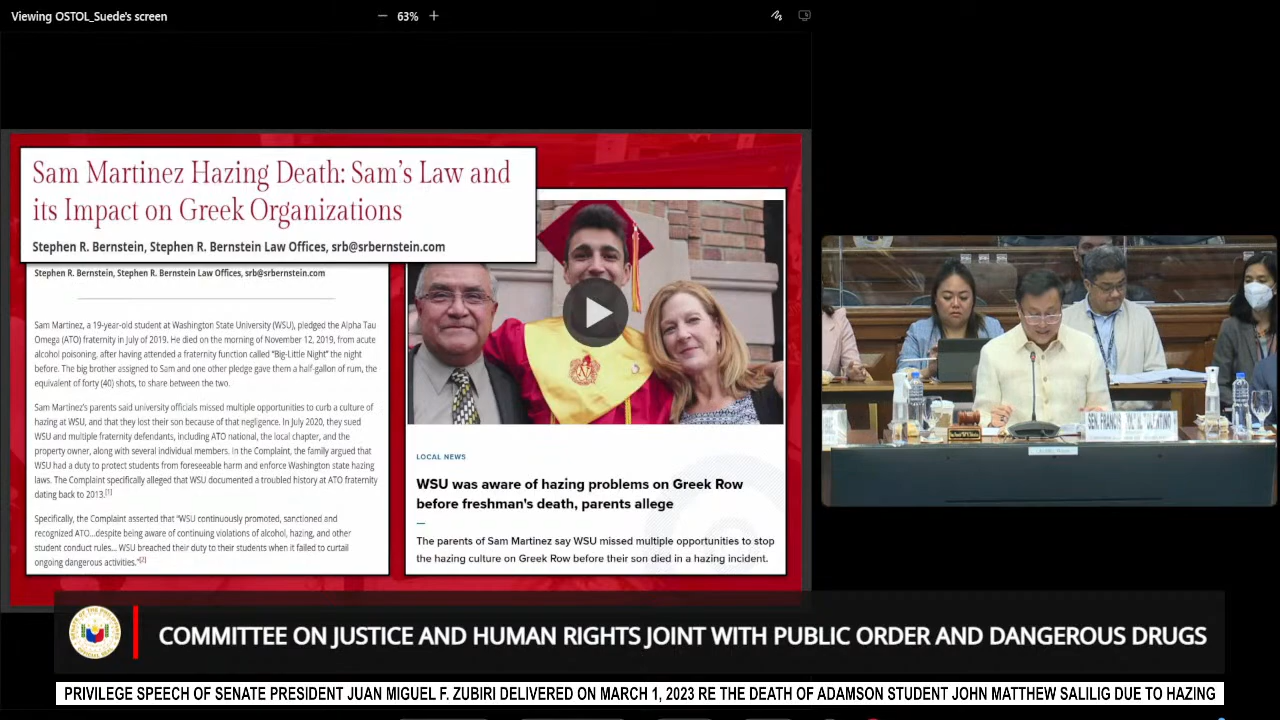 Viewing OSTOL_Suede's screen
63%
Sam Martinez Hazing Death: Sam's Law and
its Impact on Greek Organizations
Stephen R. Bernstein, Stephen R. Bernstein Law Offices, srb@srbernstein.com
Stephen R. Bernstein, Stephen R. Bernstein Law Offices, srb@srbernstein.com
Sam Martinez, a 19-year-old student at Washington State University (WSU), pledged the Alpha Tau
Omega (ATO) fraternity in July of 2019. He died on the morning of November 12, 2019, from acute
alcohol poisoning, after having attended a fraternity function called "Big-Little Night" the night
before. The big brother assigned to Sam and one other pledge gave them a half-gallon of rum, the
equivalent of forty (40) shots, to share between the two.
Sam Martinez's parents said university officials missed multiple opportunities to curb a culture of
hazing at WSU, and that they lost their son because of that negligence. In July 2020, they sued
WSU and multiple fraternity defendants, including ATO national, the local chapter, and the
property owner, along with several individual members. In the Complaint, the family argued that
WSU had a duty to protect students from foreseeable harm and enforce Washington state hazing
laws. The Complaint specifically alleged that WSU documented a troubled history at ATO fraternity
dating back to 2013.[1]
Specifically, the Complaint asserted that "WSU continuously promoted, sanctioned and
recognized ATO...despite being aware of continuing violations of alcohol, hazing, and other
student conduct rules... WSU breached their duty to their students when it failed to curtail
ongoing dangerous activities."[2]
LOCAL NEWS
WSU was aware of hazing problems on Greek Row
before freshman's death, parents allege
The parents of Sam Martinez say WSU missed multiple opportunities to stop
the hazing culture on Greek Row before their son died in a hazing incident.
SEN. FRANCIS TOLENTINO
COMMITTEE ON JUSTICE AND HUMAN RIGHTS JOINT WITH PUBLIC ORDER AND DANGEROUS DRUGS
PRIVILEGE SPEECH OF SENATE PRESIDENT JUAN MIGUEL F. ZUBIRI DELIVERED ON MARCH 1, 2023 RE THE DEATH OF ADAMSON STUDENT JOHN MATTHEW SALILIG DUE TO HAZING